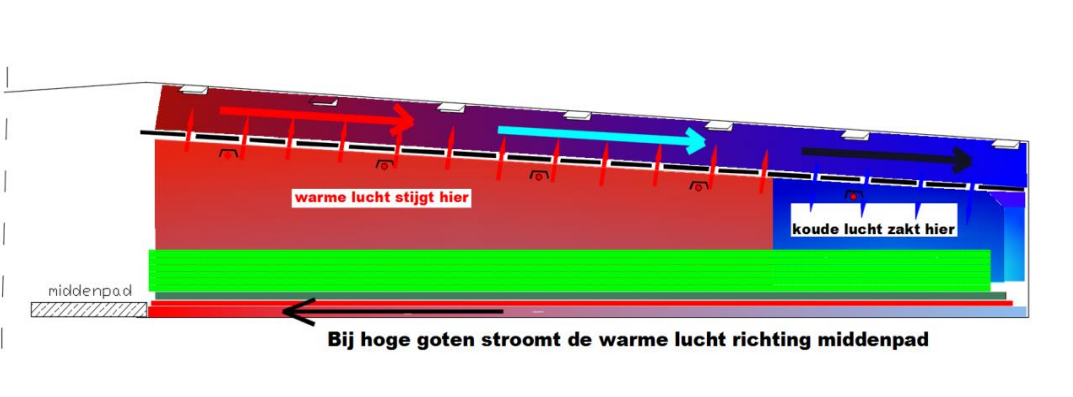 warme lucht stijgt hier
koude lucht zakt hier
middenpad
Bij hoge goten stroomt de warme lucht richting middenpad